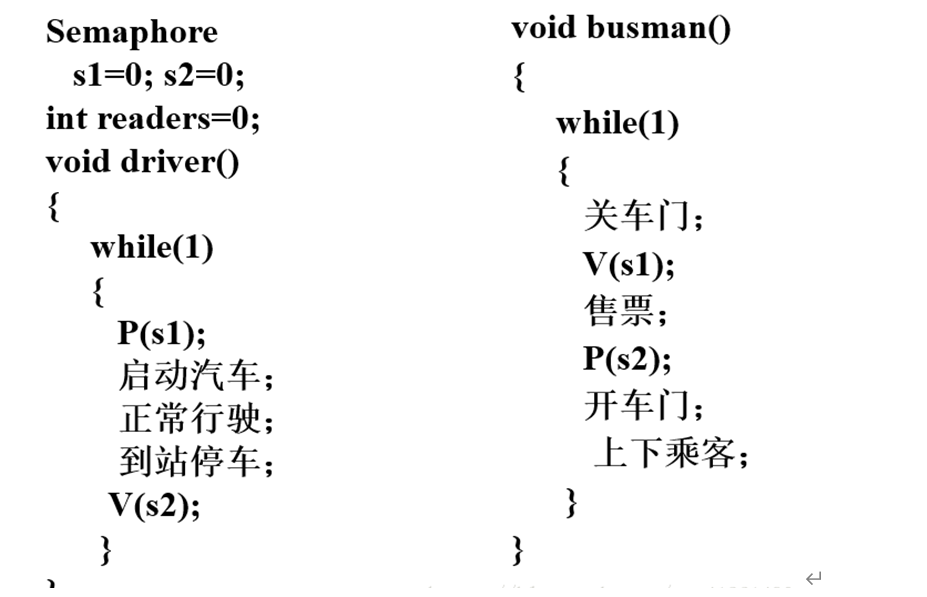 Semaphore
s1=0; s2=0;
int readers=0;
void driver()
{
while(1)
{
P(s1);
启动汽车；
正常行驶；
到站停车；
V(s2);
}
}
void busman()
{
while(1)
{
关车门；
V(s1);
售票；
P(s2);
开车门；
上下乘客；
}
}
↵